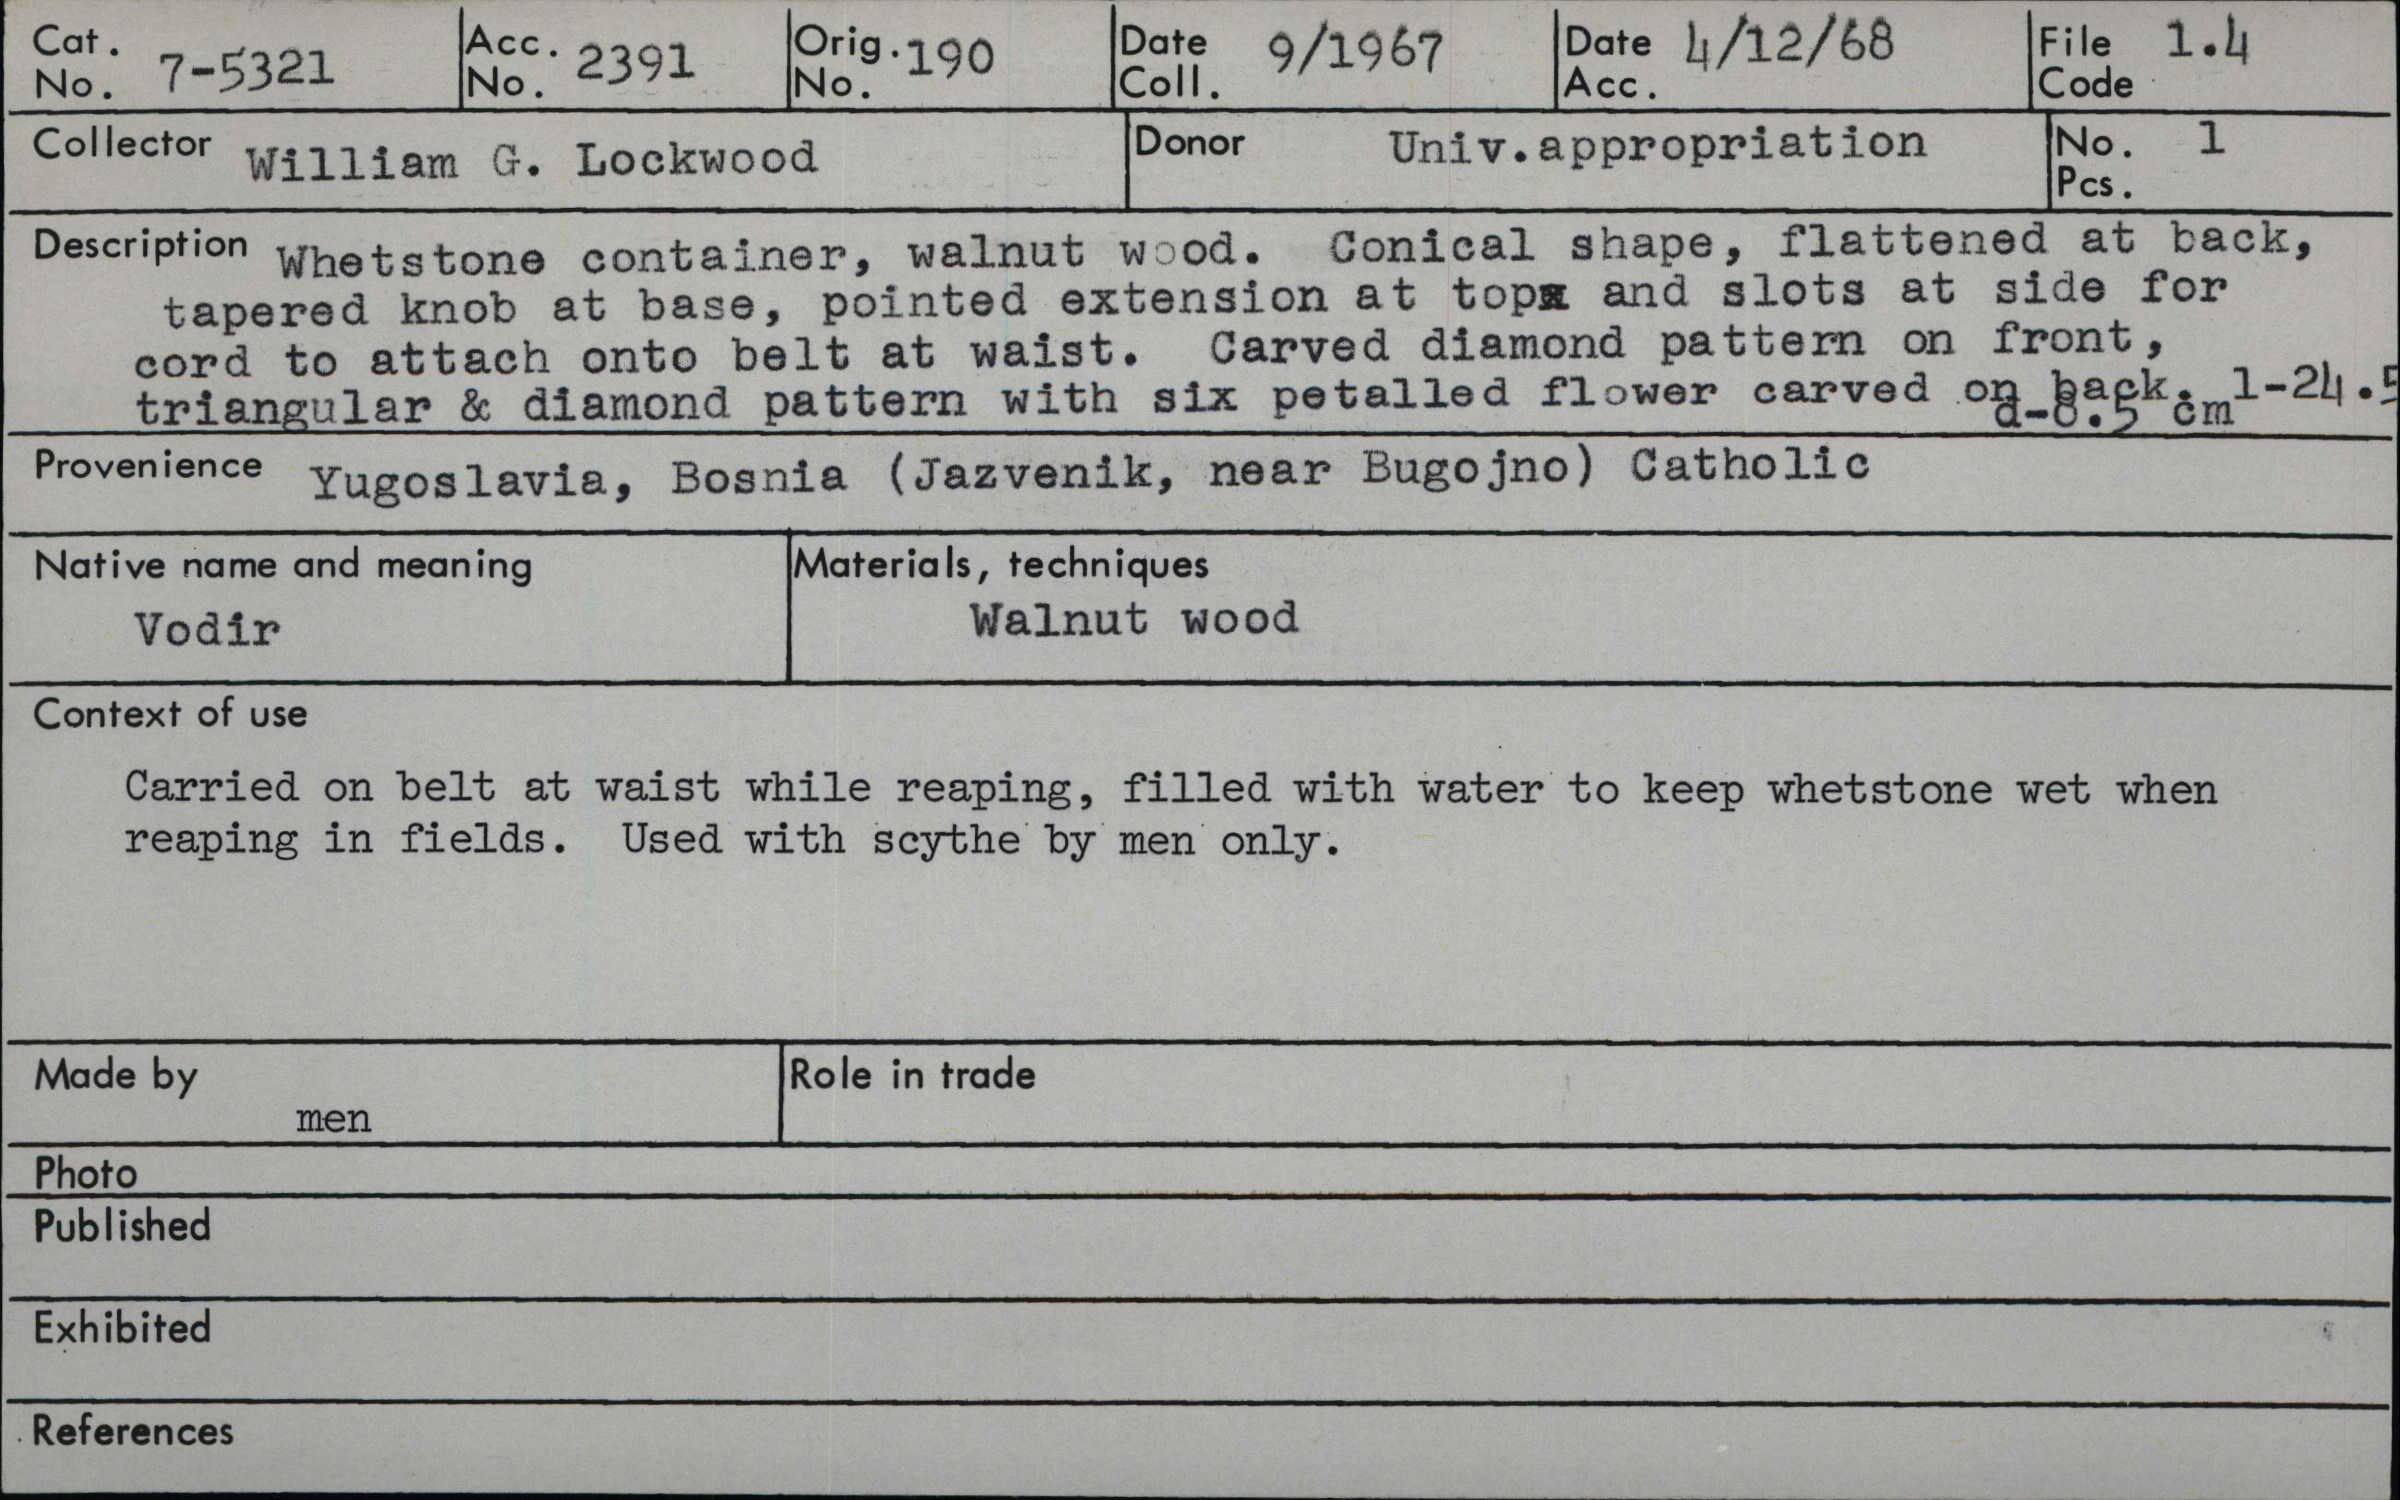 Cat. No. 7-5321 Acc. No. 2391 Orig. No. 190 Date Coll. 9/1967 Date Acc. 4/12/68 File Code 1.4
Collector William G. Lockwood Donor Univ.appropriation No. Pcs. 1
Description Whetstone container, walnut wood. Conical shape, flattened at back,
tapered knob at base, pointed extension at topx and slots at side for
cord to attach onto belt at waist. Carved diamond pattern on front,
triangular & diamond pattern with six petalled flower carved on back. l-24.5
d-8.5 cm
Provenience Yugoslavia, Bosnia (Jazvenik, near Bugojno) Catholic
Native name and meaning Materials, techniques
Vodir Walnut wood
Context of use
Carried on belt at waist while reaping, filled with water to keep whetstone wet when
reaping in fields. Used with scythe by men only.
Made by Role in trade
men
Photo
Published
Exhibited
References